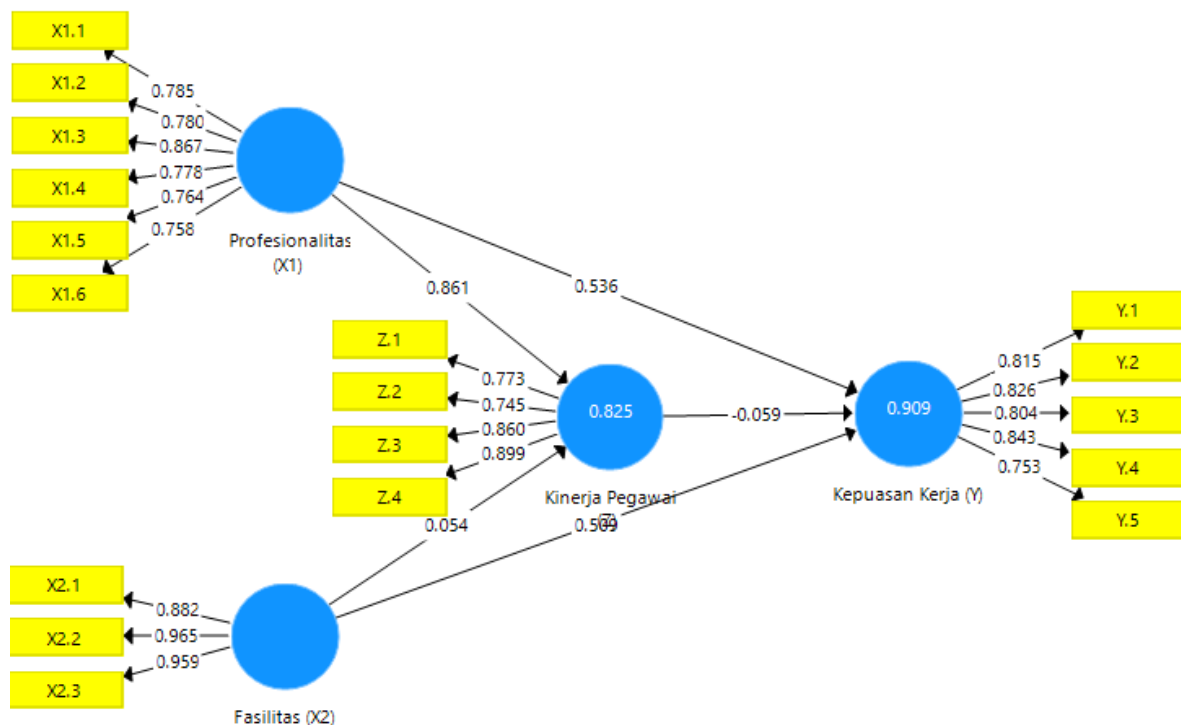 X1.1
X1.2
X1.3
X1.4
X1.5
X1.6
0.785
0.780
0.867
0.778
0.764
0.758
Profesionalitas
(X1)
0.861
0.536
Z.1
Z.2
Z.3
Z.4
0.773
0.745
0.860
0.899
0.825
Kinerja Pegawai
-0.059
0.909
Kepuasan Kerja (Y)
0.815
0.826
0.804
0.843
0.753
Y.1
Y.2
Y.3
Y.4
Y.5
0.054
X2.1
X2.2
X2.3
0.882
0.965
0.959
Fasilitas (X2)